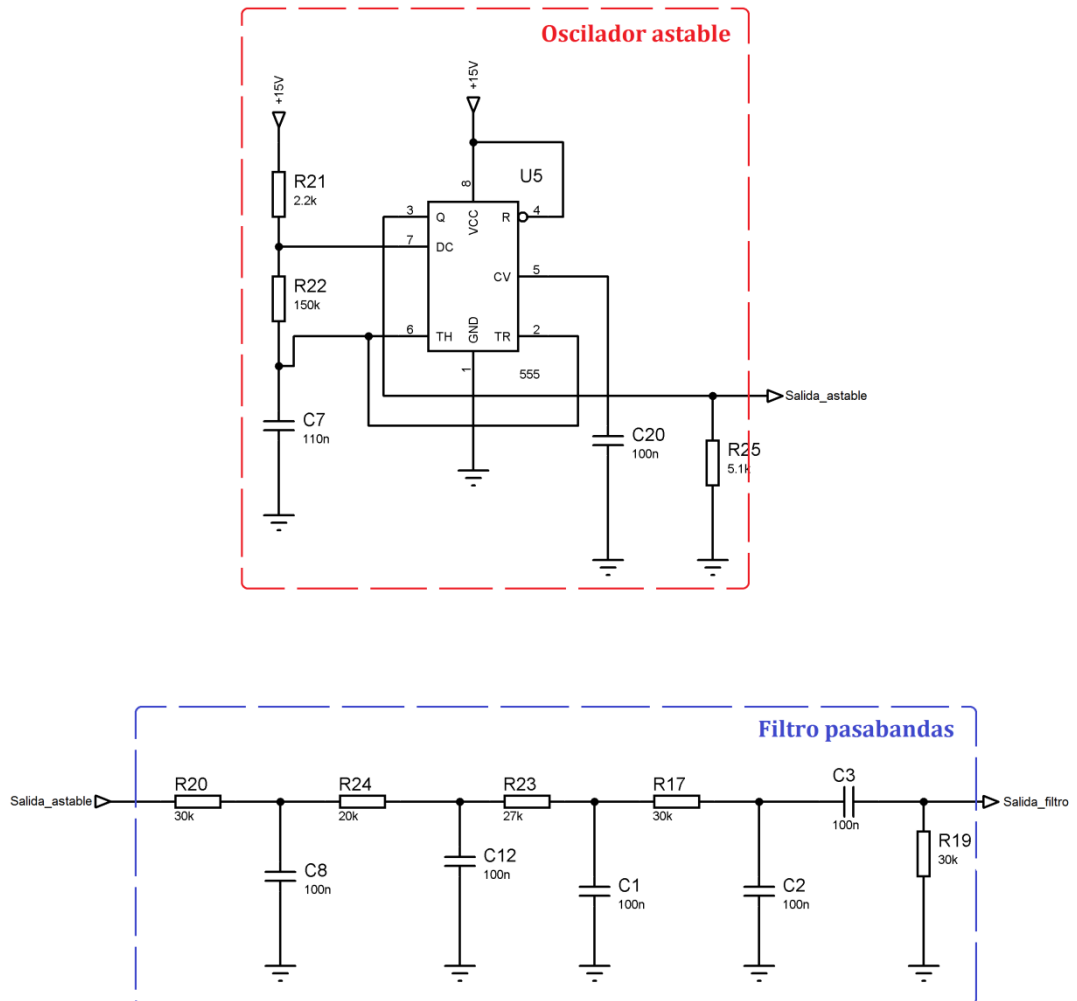 Oscilador astable
+15V
+15V
R21
2.2k
U5
8
3
Q
VCC
R
4
7
DC
R22
150k
CV
5
6
TH
GND
TR
2
1
555
Salida_astable
C7
110n
C20
100n
R25
5.1k
Filtro pasabandas
Salida_astable
R20
30k
R24
20k
R23
27k
R17
30k
C3
100n
Salida_filtro
C8
100n
C12
100n
C1
100n
C2
100n
R19
30k